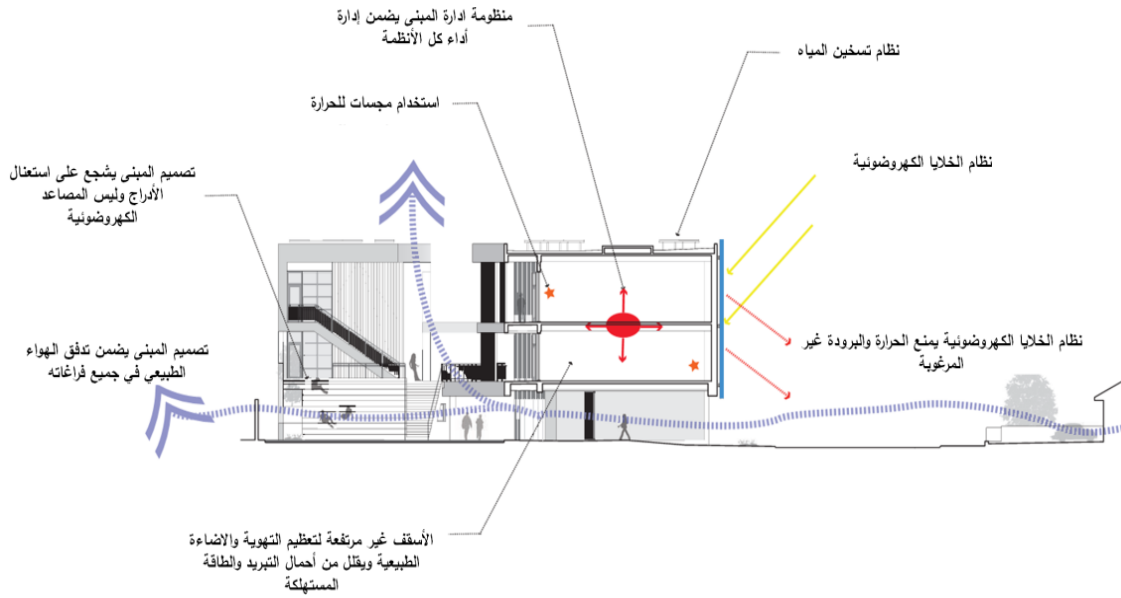 منظومة ادارة المبنى يضمن إدارة
أداء كل الأنظمة
نظام تسخين المياه
استخدام مجسات للحرارة
نظام الخلايا الكهروضوئية
تصميم المبنى يشجع على استعنال
الأدراج وليس المصاعد
الكهروضوئية
نظام الخلايا الكهروضوئية يمنع الحرارة والبرودة غير
المرغوبة
تصميم المبنى يضمن تدفق الهواء
الطبيعي في جميع فراغاته
الأسقف غير مرتفعة لتعظيم التهوية والاضاءة
الطبيعية ويقلل من أحمال التبريد والطاقة
المستهلكة